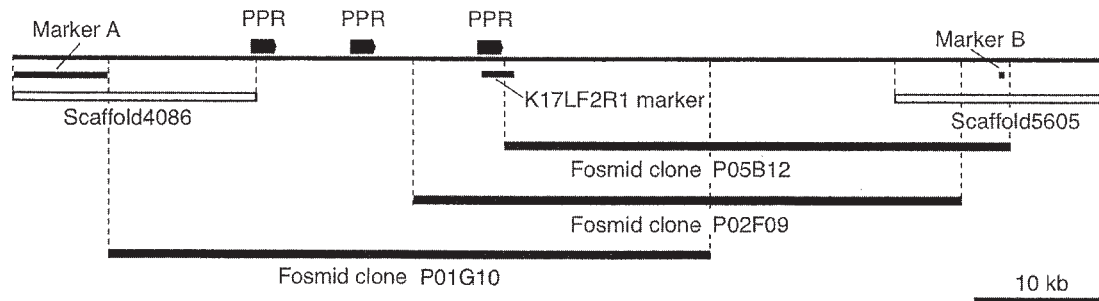 PPR PPR PPR
Marker A
Marker B
K17LF2R1 marker
Scaffold4086
Scaffold5605
Fosmid clone P05B12
Fosmid clone P02F09
Fosmid clone P01G10
10 kb